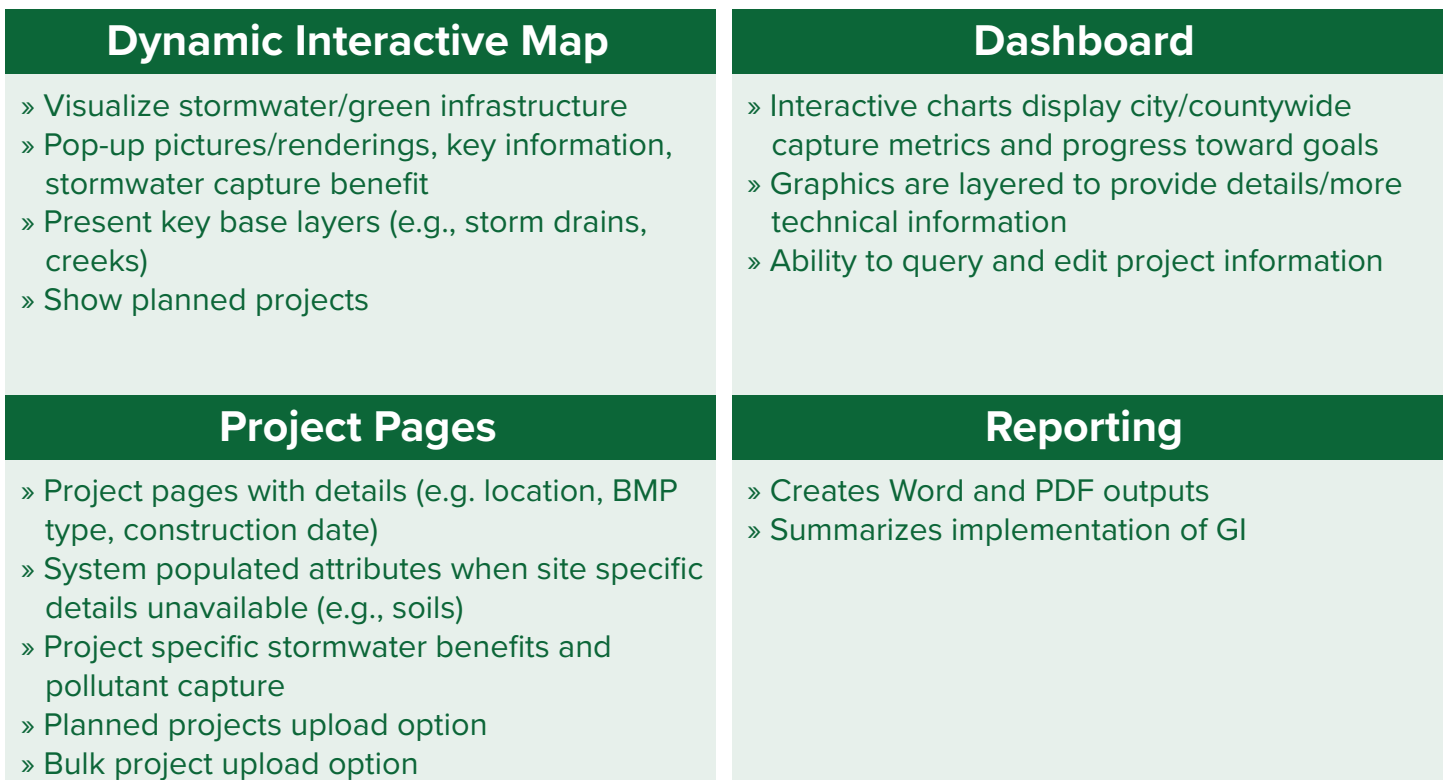 Dynamic Interactive Map
» Visualize stormwater/green infrastructure
» Pop-up pictures/renderings, key information,
stormwater capture benefit
» Present key base layers (e.g., storm drains,
creeks)
» Show planned projects
Dashboard
» Interactive charts display city/countywide
capture metrics and progress toward goals
» Graphics are layered to provide details/more
technical information
» Ability to query and edit project information
Project Pages
» Project pages with details (e.g. location, BMP
type, construction date)
» System populated attributes when site specific
details unavailable (e.g., soils)
» Project specific stormwater benefits and
pollutant capture
» Planned projects upload option
» Bulk project upload option
Reporting
» Creates Word and PDF outputs
» Summarizes implementation of GI